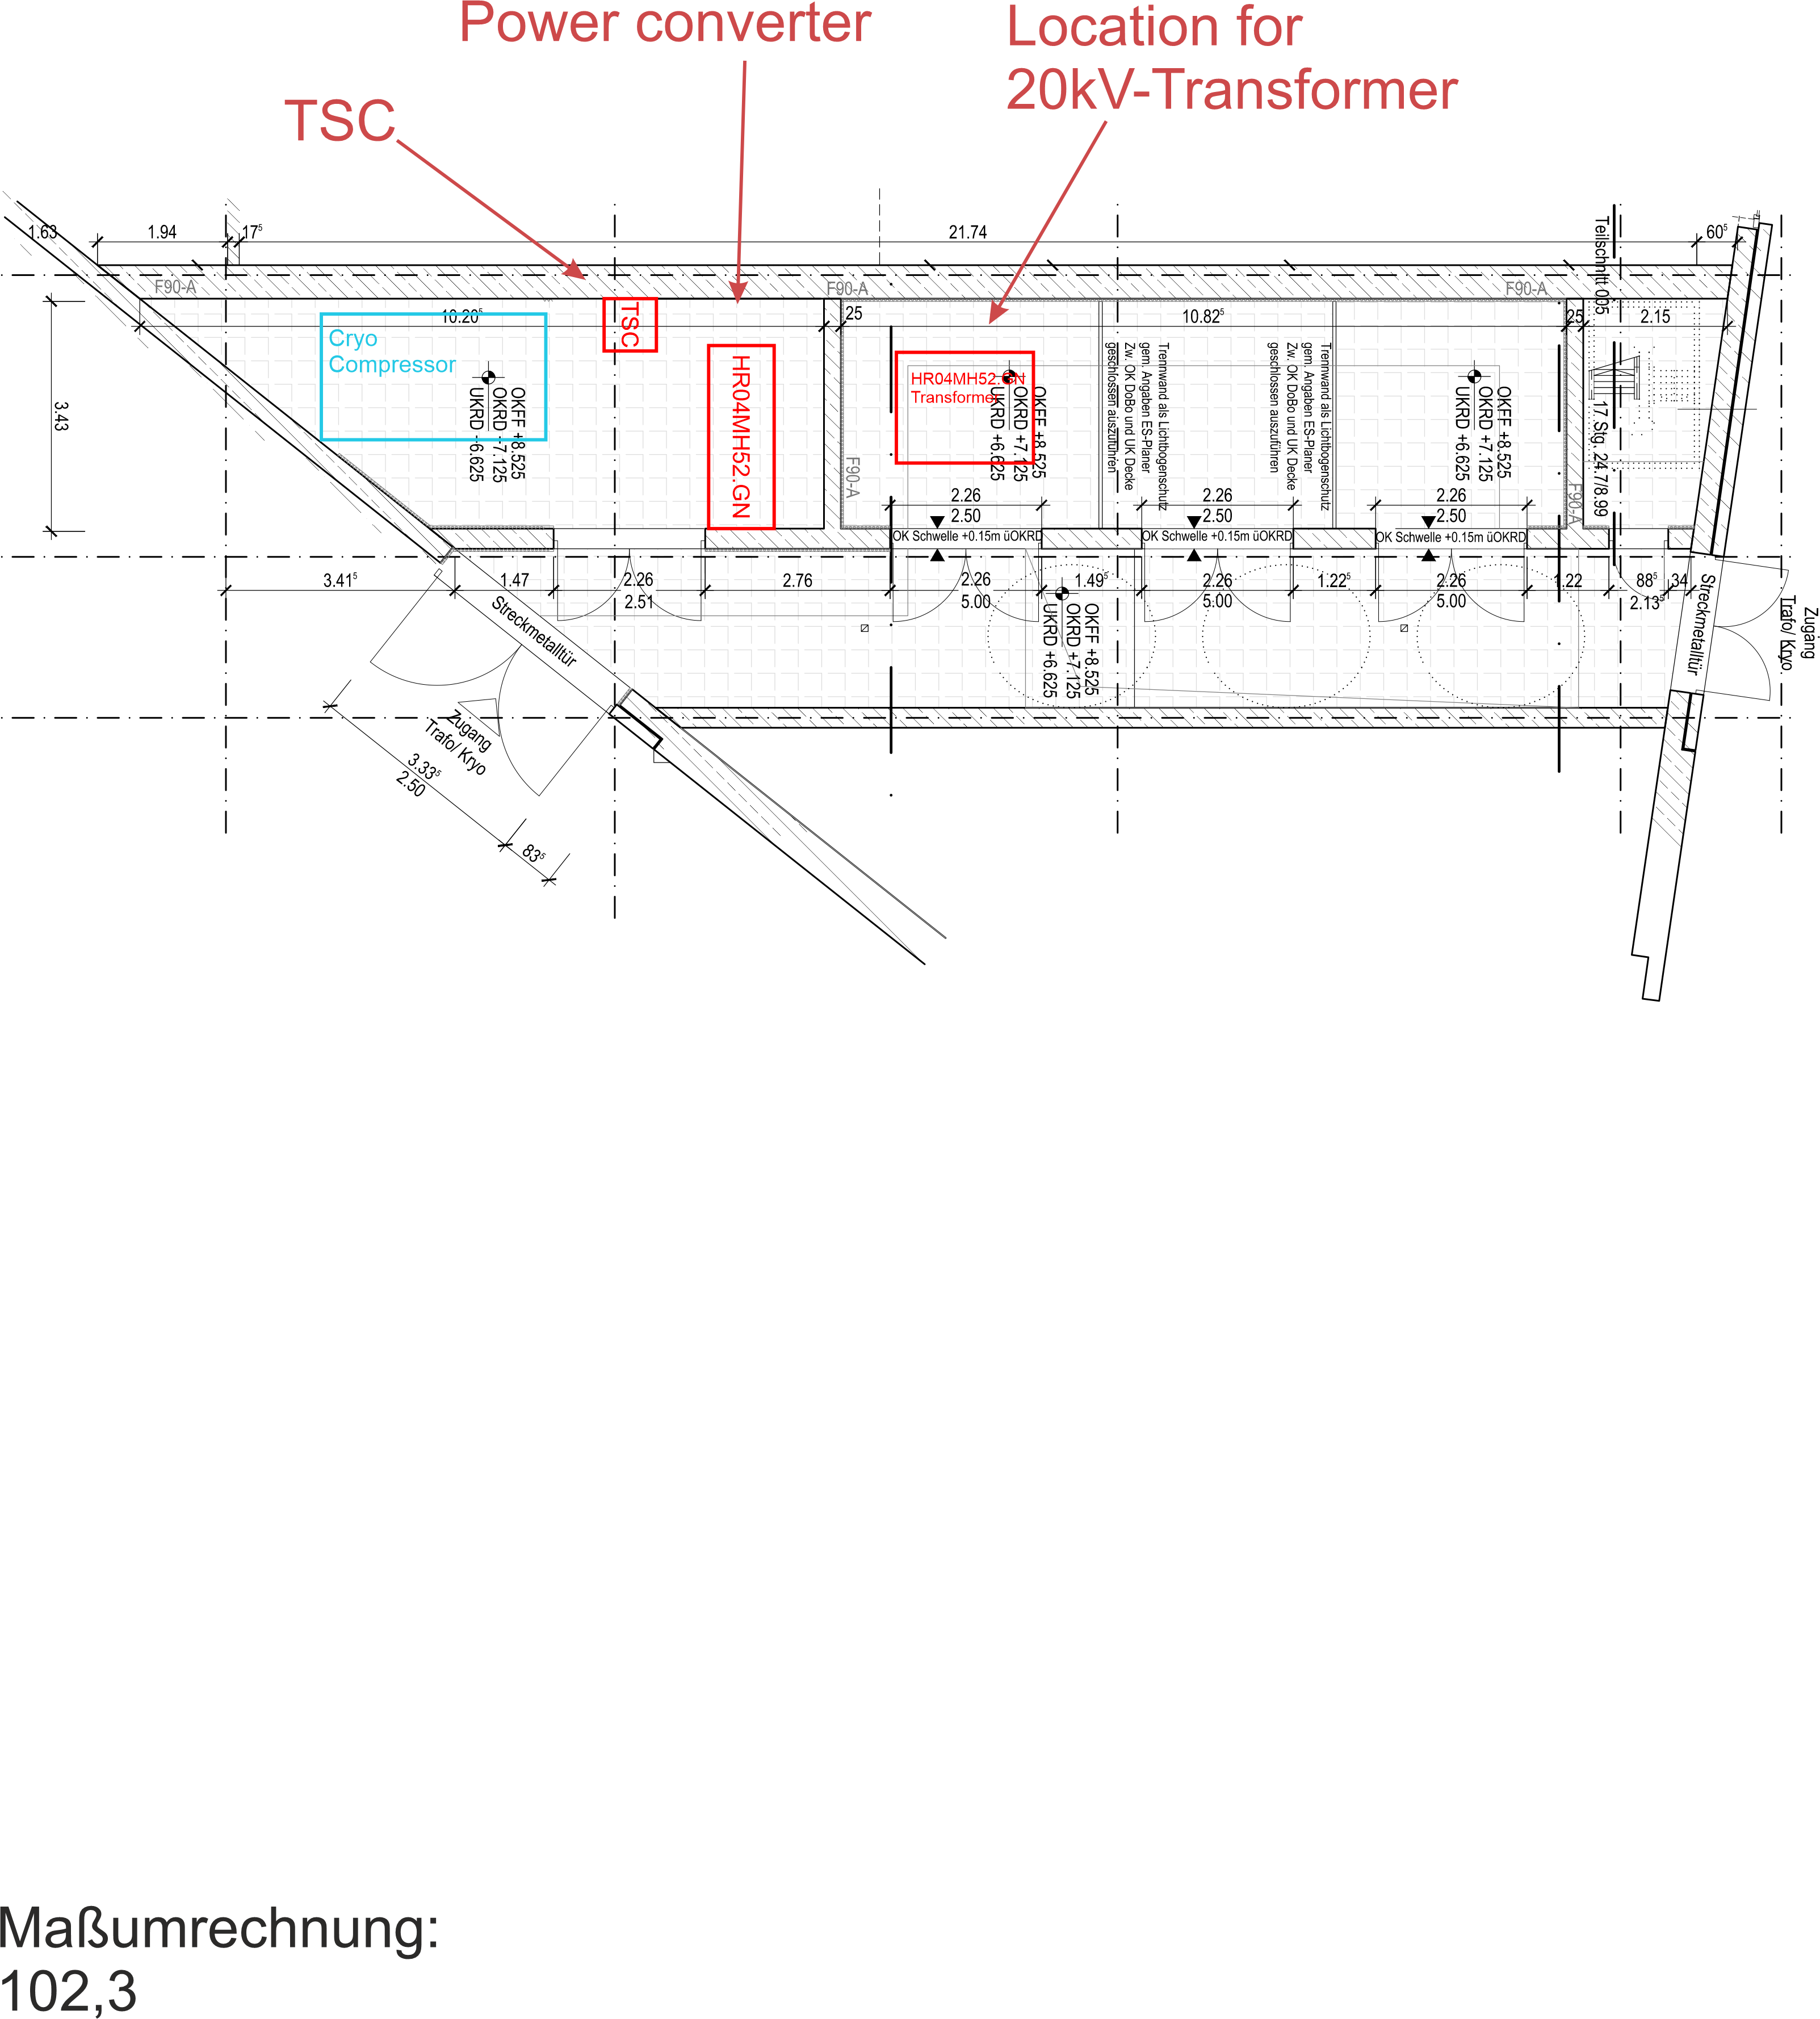 Power converter
Location for
20kV-Transformer
TSC
1.63
1.94
17⁵
21.74
60⁵
Teilschnitt 005
F90-A
F90-A
F90-A
10.20⁵
25
10.82⁵
25
2.15
Cryo
Compressor
TSC
HR04MH52.GN
HR04MH52.GN
Transformer
OKFF +8.525
OKRD +7.125
UKRD +6.625
OKFF +8.525
OKRD +7.125
UKRD +6.625
Trennwand als Lichtbogenschutz
gem. Angaben ES-Planer
Zw. OK DoBo und UK Decke
geschlossen auszuführen
Trennwand als Lichtbogenschutz
gem. Angaben ES-Planer
Zw. OK DoBo und UK Decke
geschlossen auszuführen
OKFF +8.525
OKRD +7.125
UKRD +6.625
17 Stg. 24.7/8.99
3.43
F90-A
F90-A
2.26
2.50
2.26
2.50
2.26
2.50
OK Schwelle +0.15m üOKRD
OK Schwelle +0.15m üOKRD
OK Schwelle +0.15m üOKRD
3.41⁵
1.47
2.26
2.51
2.76
2.26
5.00
1.49⁵
2.26
5.00
1.22⁵
2.26
5.00
1.22
88⁵
2.13⁵
34
OKFF +8.525
OKRD +7.125
UKRD +6.625
Streckmetalltür
Streckmetalltür
Zugang
Trafo/ Kryo
Zugang
Trafo/ Kryo
3.33⁵
2.50
83⁵
Maßumrechnung:
102,3